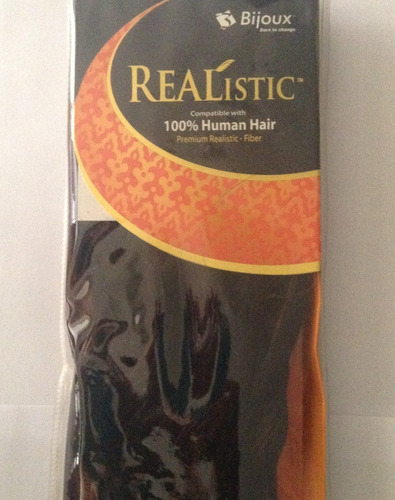 Bijoux
Born to change
REALISTIC™
Compatible with
100% Human Hair
Premium Realistic - Fiber